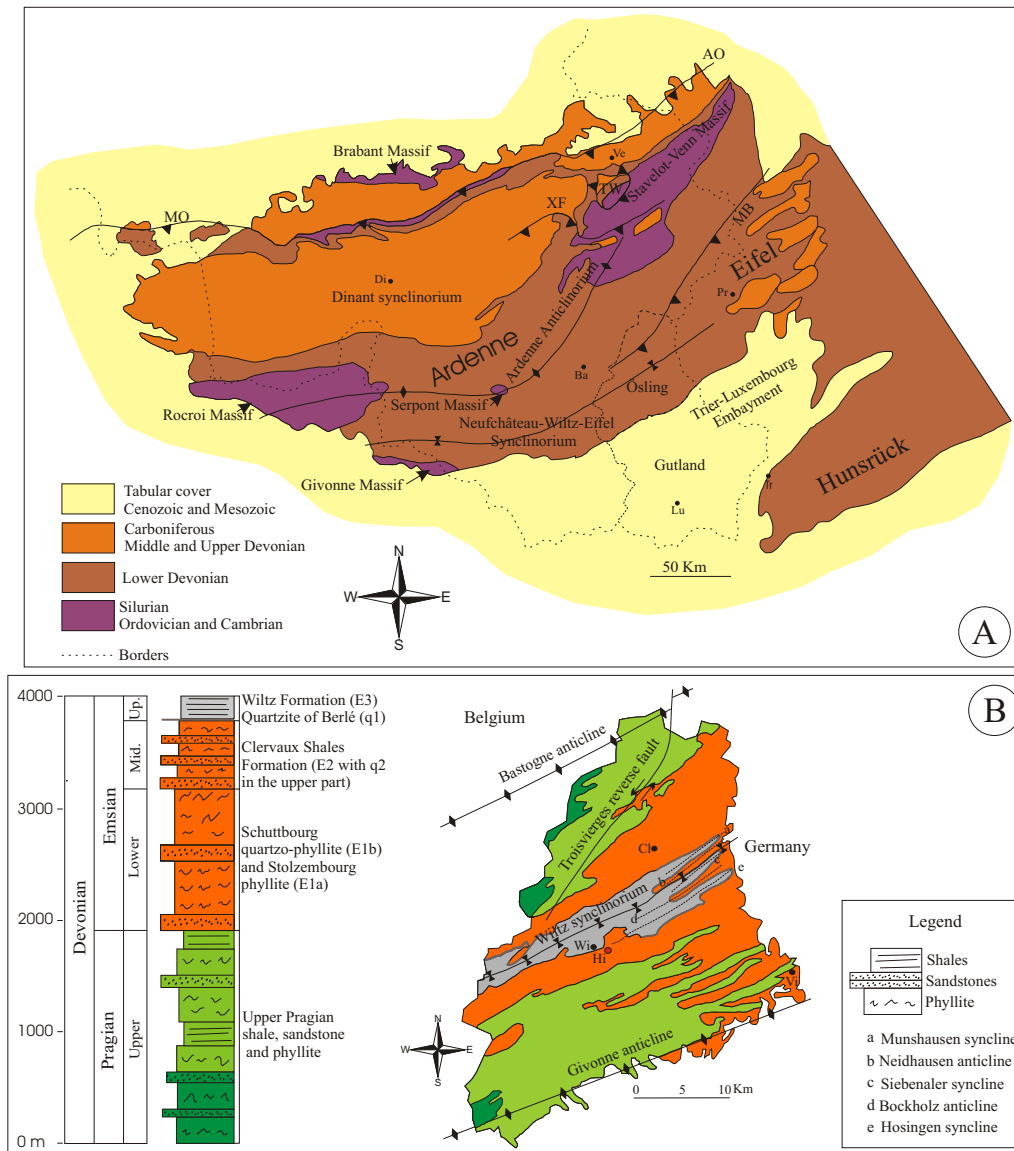 AO
Brabant Massif
Ve
Stavelot-Venn Massif
TW
XF
MO
MB
Eifel
Di
Dinant synclinorium
Pr
Ardenne
Ardenne Anticlinorium
Ba
Osling
Trier-Luxembourg
Embayment
Rocroi Massif
Serpont Massif
Neufchâteau-Wiltz-Eifel
Synclinorium
Givonne Massif
Gutland
Hunsrück
Lu
Tabular cover
Cenozoic and Mesozoic
Carboniferous
Middle and Upper Devonian
Lower Devonian
Silurian
Ordovician and Cambrian
Borders
N
W
E
S
50 Km
A
4000
3000
2000
1000
0 m
Devonian
Emsian
Pragian
Up.
Mid.
Lower
Upper
Wiltz Formation (E3)
Quartzite of Berlé (q1)
Clervaux Shales
Formation (E2 with q2
in the upper part)
Schuttbourg
quartzo-phyllite (E1b)
and Stolzembourg
phyllite (E1a)
Upper Pragian
shale, sandstone
and phyllite
B
Belgium
Bastogne anticline
Troisvierges reverse fault
Cl
Germany
a
b
c
d
e
Wiltz synclinorium
Wi
Hi
Vi
Givonne anticline
N
W
E
S
0 5 10 Km
Legend
Shales
Sandstones
Phyllite
a Munshausen syncline
b Neidhausen anticline
c Siebenaler syncline
d Bockholz anticline
e Hosingen syncline